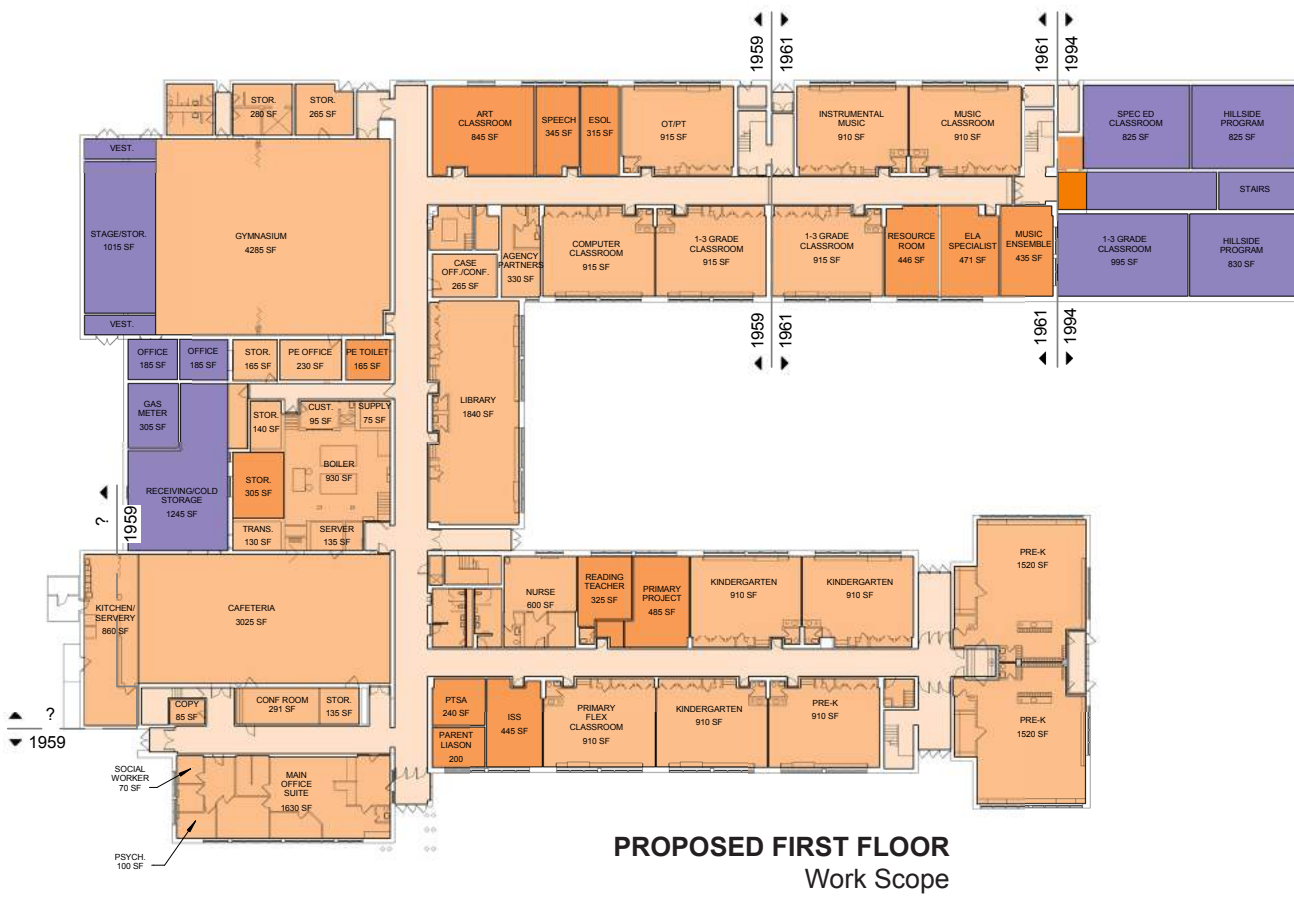 1959
1961
1961
1994
STOR.
280 SF
STOR.
265 SF
ART
CLASSROOM
845 SF
SPEECH
345 SF
ESOL
315 SF
OT/PT
915 SF
INSTRUMENTAL
MUSIC
910 SF
MUSIC
CLASSROOM
910 SF
SPEC ED
CLASSROOM
825 SF
HILLSIDE
PROGRAM
825 SF
VEST.
STAGE/STOR.
1015 SF
GYMNASIUM
4285 SF
VEST.
STAIRS
CASE
OFF./CONF.
265 SF
AGENCY
PARTNERS
330 SF
COMPUTER
CLASSROOM
915 SF
1-3 GRADE
CLASSROOM
915 SF
1-3 GRADE
CLASSROOM
915 SF
RESOURCE
ROOM
446 SF
ELA
SPECIALIST
471 SF
MUSIC
ENSEMBLE
435 SF
1-3 GRADE
CLASSROOM
995 SF
HILLSIDE
PROGRAM
830 SF
1959
1961
1961
1994
OFFICE
185 SF
OFFICE
185 SF
STOR.
165 SF
PE OFFICE
230 SF
PE TOILET
165 SF
GAS
METER
305 SF
STOR.
140 SF
CUST.
95 SF
SUPPLY
75 SF
LIBRARY
1840 SF
BOILER
930 SF
STOR.
305 SF
RECEIVING/COLD
STORAGE
1245 SF
TRANS.
130 SF
SERVER
135 SF
?
1959
KITCHEN/
SERVERY
860 SF
CAFETERIA
3025 SF
NURSE
600 SF
READING
TEACHER
325 SF
PRIMARY
PROJECT
485 SF
KINDERGARTEN
910 SF
KINDERGARTEN
910 SF
PRE-K
1520 SF
COPY
85 SF
CONF ROOM
291 SF
STOR.
135 SF
PTSA
240 SF
PARENT
LIASON
200
ISS
445 SF
PRIMARY
FLEX
CLASSROOM
910 SF
KINDERGARTEN
910 SF
PRE-K
910 SF
PRE-K
1520 SF
?
1959
SOCIAL
WORKER
70 SF
MAIN
OFFICE
SUITE
1630 SF
PSYCH.
100 SF
PROPOSED FIRST FLOOR
Work Scope